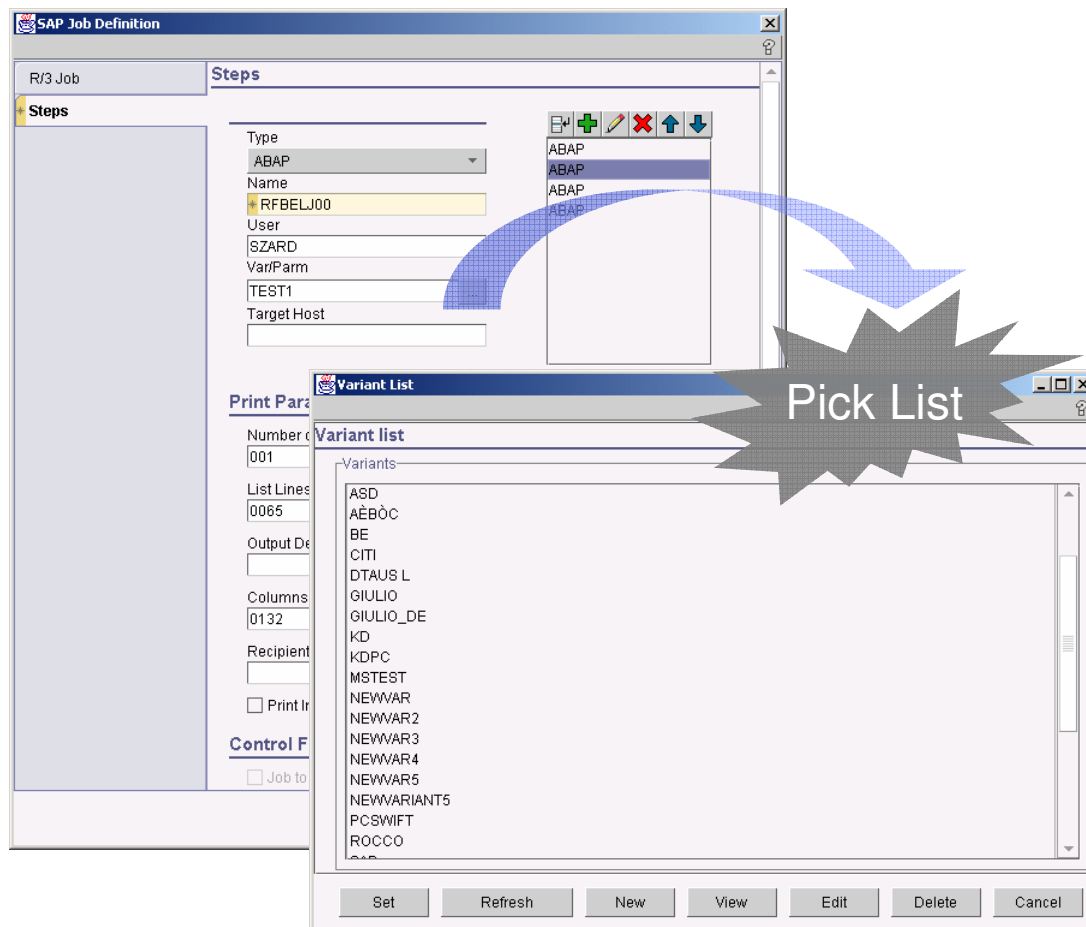 SAP Job Definition
R/3 Job
Steps
Steps
Type
ABAP
Name
RFBELJ00
User
SZARD
Var/Parm
TEST1
...
Target Host
ABAP
ABAP
ABAP
ABAP
Pick List
Print Para
Number o
001
List Lines
0065
Output De
Columns
0132
Recipient
Print In
Control F
Job to
Variant List
Variant list
Variants
ASD
AÈBÒC
BE
CITI
DTAUS L
GIULIO
GIULIO_DE
KD
KDPC
MSTEST
NEWVAR
NEWVAR2
NEWVAR3
NEWVAR4
NEWVAR5
NEWVARIANT5
PCSWIFT
ROCCO
Set
Refresh
New
View
Edit
Delete
Cancel